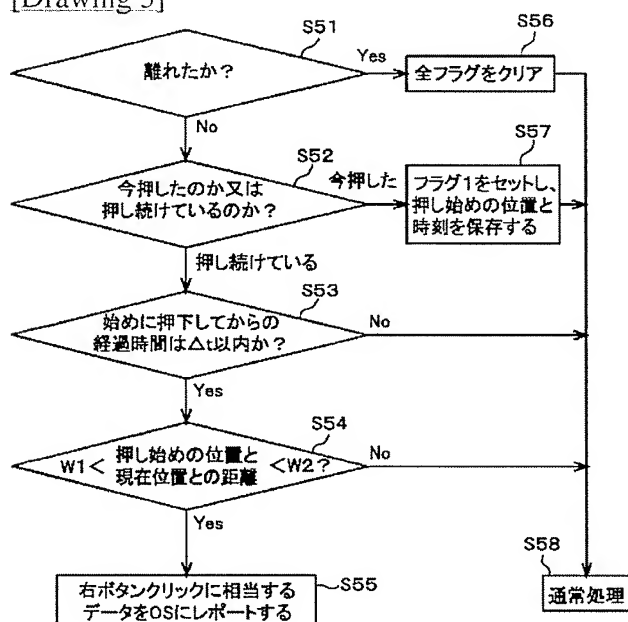 [Drawing 5]
S51
離れたか？
Yes
S56
全フラグをクリア
No
S52
今押したのか又は
押し続けているのか？
今押した
S57
フラグ1をセットし、
押し始めの位置と
時刻を保存する
押し続けている
S53
始めに押下してからの
経過時間は△t以内か？
No
Yes
S54
W1＜ 押し始めの位置と
現在位置との距離 ＜W2？
No
Yes
右ボタンクリックに相当する
データをOSにレポートする
S55
S58
通常処理